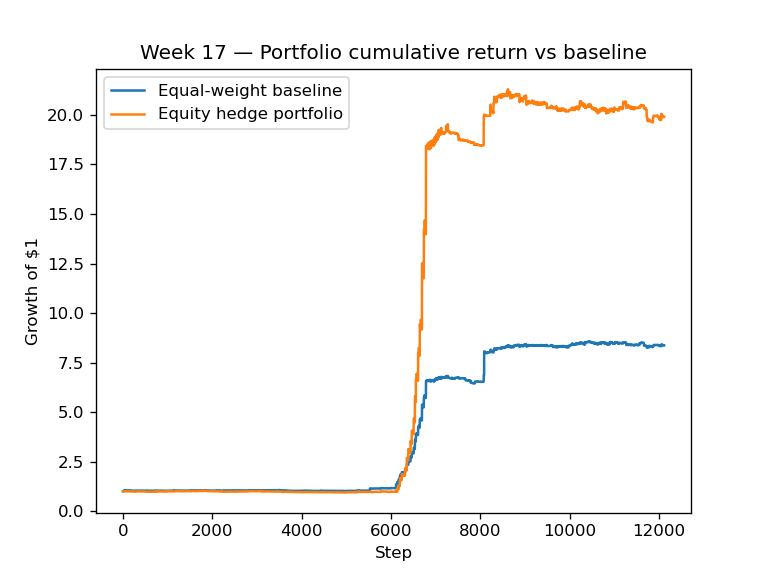 Week 17 — Portfolio cumulative return vs baseline
Equal-weight baseline
Equity hedge portfolio
Growth of $1
20.0
17.5
15.0
12.5
10.0
7.5
5.0
2.5
0.0
0 2000 4000 6000 8000 10000 12000
Step